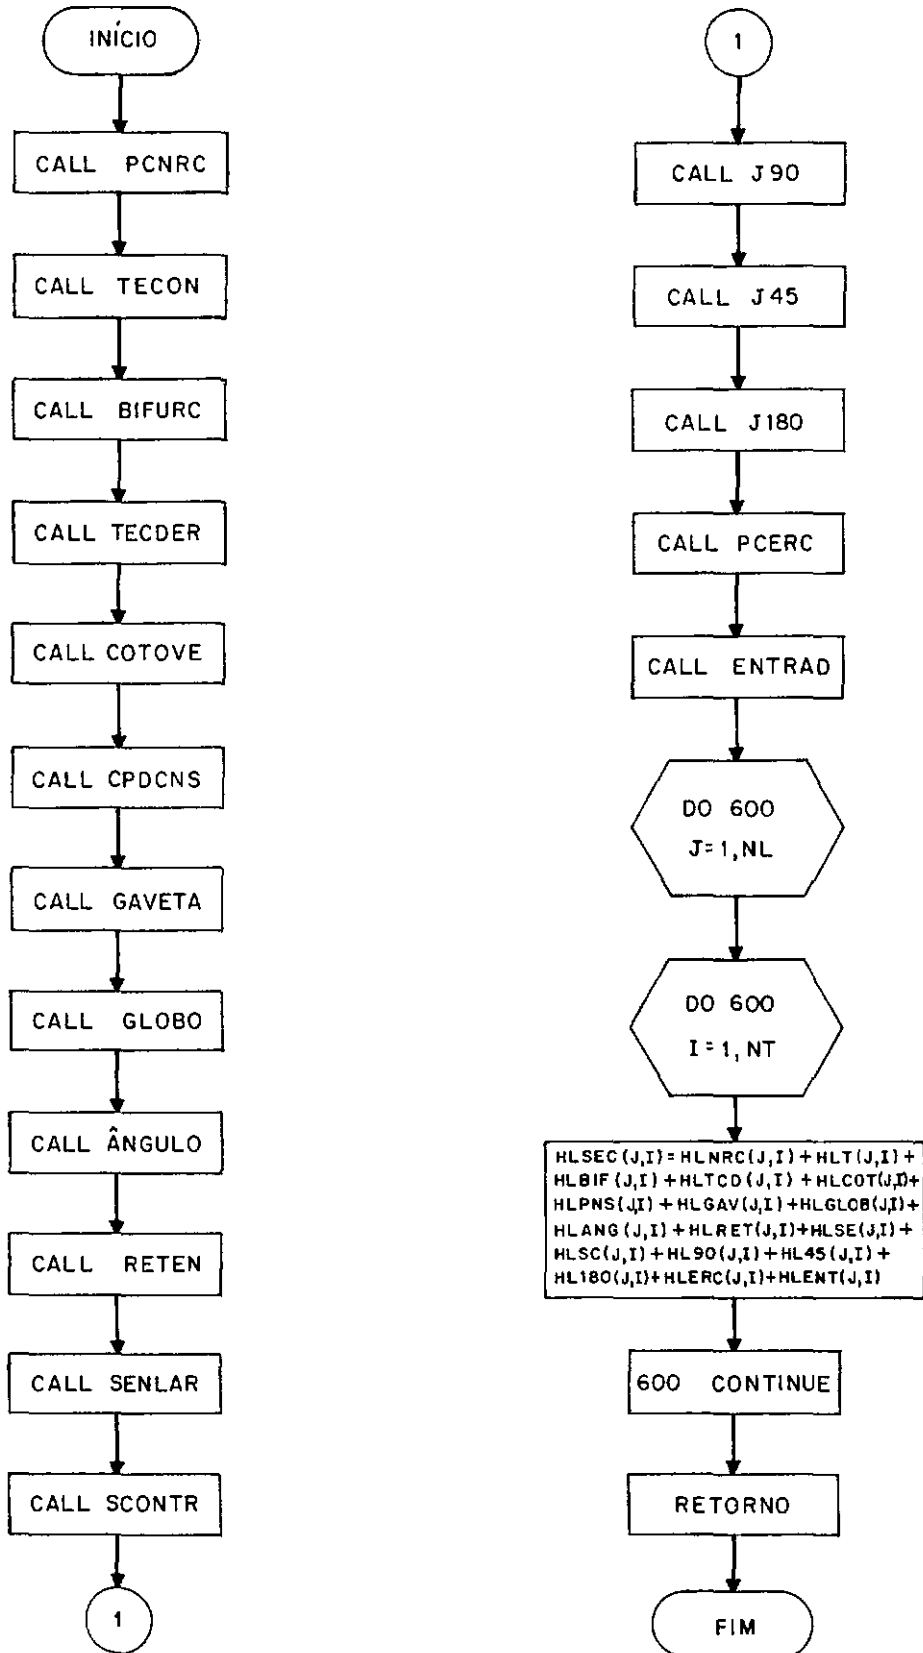 INÍCIO
CALL PCNRC
CALL TECON
CALL BIFURC
CALL TECDER
CALL COTOVE
CALL CPDCNS
CALL GAVETA
CALL GLOBO
CALL ÂNGULO
CALL RETEN
CALL SENLAR
CALL SCONTR
1
1
CALL J90
CALL J45
CALL J180
CALL PCERC
CALL ENTRAD
DO 600
J=1,NL
DO 600
I=1,NT
HLSEC(J,I)=HLNRC(J,I)+HLT(J,I)+
HLBIF(J,I)+HLTCD(J,I)+HLCOT(J,I)+
HLPNS(J,I)+HLGAV(J,I)+HLGLOB(J,I)+
HLANG(J,I)+HLRET(J,I)+HLSE(J,I)+
HLSC(J,I)+HL90(J,I)+HL45(J,I)+
HL180(J,I)+HLERC(J,I)+HLENT(J,I)
600 CONTINUE
RETORNO
FIM